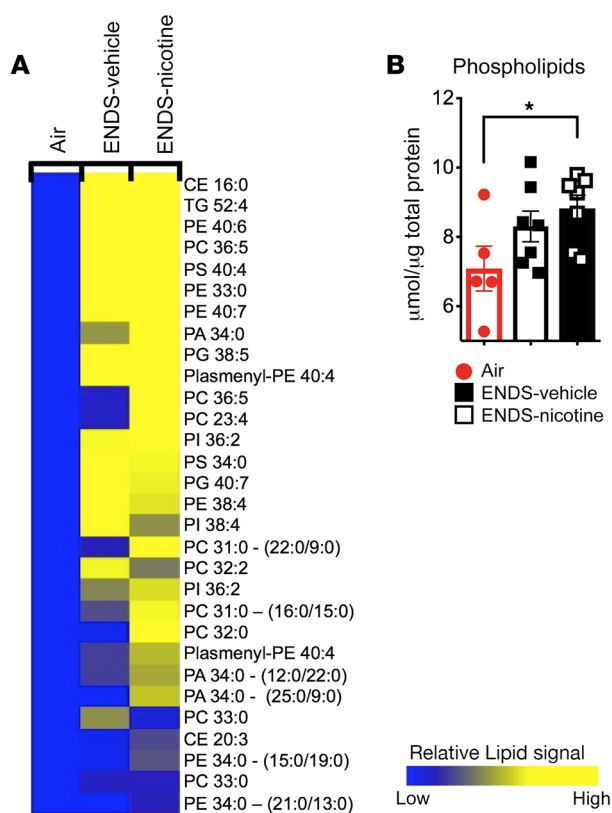 A
Air
ENDS-vehicle
ENDS-nicotine
CE 16:0
TG 52:4
PE 40:6
PC 36:5
PS 40:4
PE 33:0
PE 40:7
PA 34:0
PG 38:5
Plasmenyl-PE 40:4
PC 36:5
PC 23:4
PI 36:2
PS 34:0
PG 40:7
PE 38:4
PI 38:4
PC 31:0 - (22:0/9:0)
PC 32:2
PI 36:2
PC 31:0 – (16:0/15:0)
PC 32:0
Plasmenyl-PE 40:4
PA 34:0 - (12:0/22:0)
PA 34:0 - (25:0/9:0)
PC 33:0
CE 20:3
PE 34:0 - (15:0/19:0)
PC 33:0
PE 34:0 – (21:0/13:0)
B
Phospholipids
μmol/μg total protein
12
10
8
6
*
Air
ENDS-vehicle
ENDS-nicotine
Relative Lipid signal
Low High